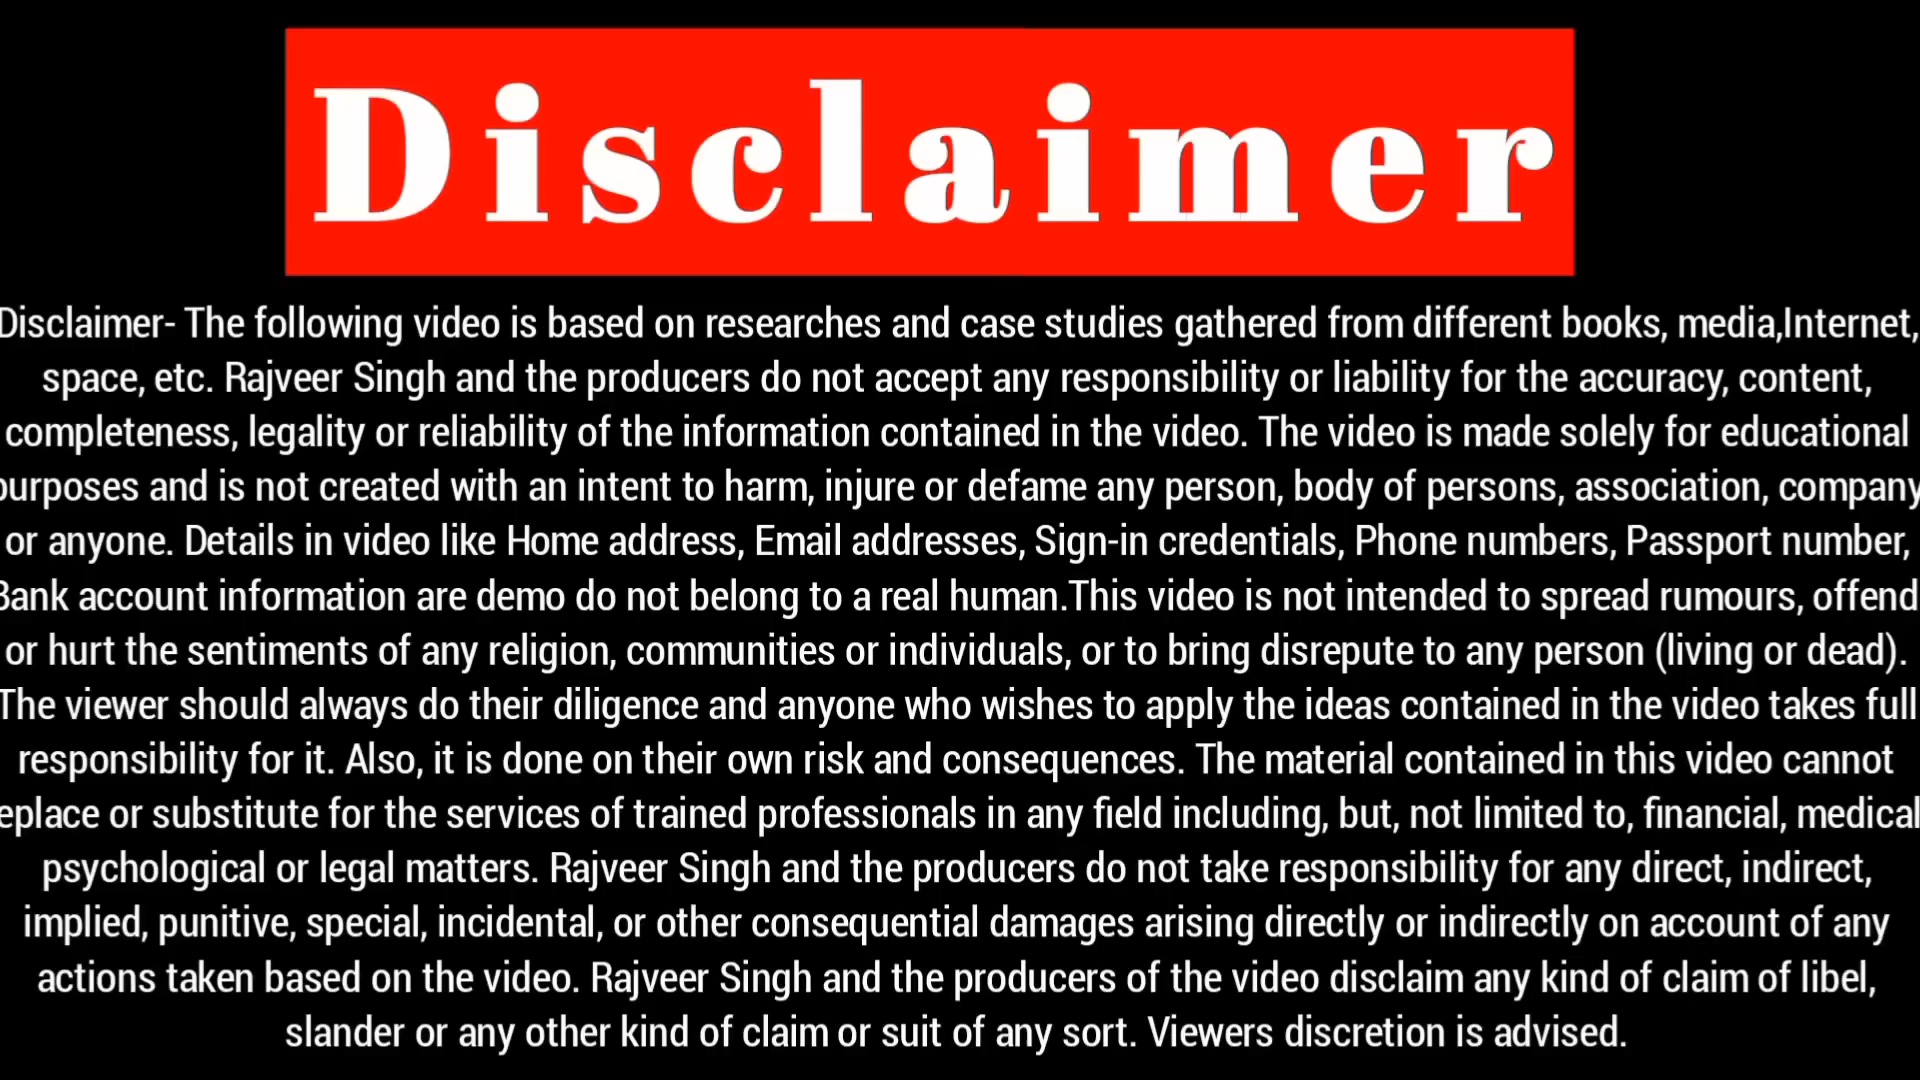 Disclaimer
Disclaimer- The following video is based on researches and case studies gathered from different books, media,Internet,
space, etc. Rajveer Singh and the producers do not accept any responsibility or liability for the accuracy, content,
completeness, legality or reliability of the information contained in the video. The video is made solely for educational
purposes and is not created with an intent to harm, injure or defame any person, body of persons, association, company
or anyone. Details in video like Home address, Email addresses, Sign-in credentials, Phone numbers, Passport number,
Bank account information are demo do not belong to a real human.This video is not intended to spread rumours, offend
or hurt the sentiments of any religion, communities or individuals, or to bring disrepute to any person (living or dead).
The viewer should always do their diligence and anyone who wishes to apply the ideas contained in the video takes full
responsibility for it. Also, it is done on their own risk and consequences. The material contained in this video cannot
eplace or substitute for the services of trained professionals in any field including, but, not limited to, financial, medical
psychological or legal matters. Rajveer Singh and the producers do not take responsibility for any direct, indirect,
implied, punitive, special, incidental, or other consequential damages arising directly or indirectly on account of any
actions taken based on the video. Rajveer Singh and the producers of the video disclaim any kind of claim of libel,
slander or any other kind of claim or suit of any sort. Viewers discretion is advised.